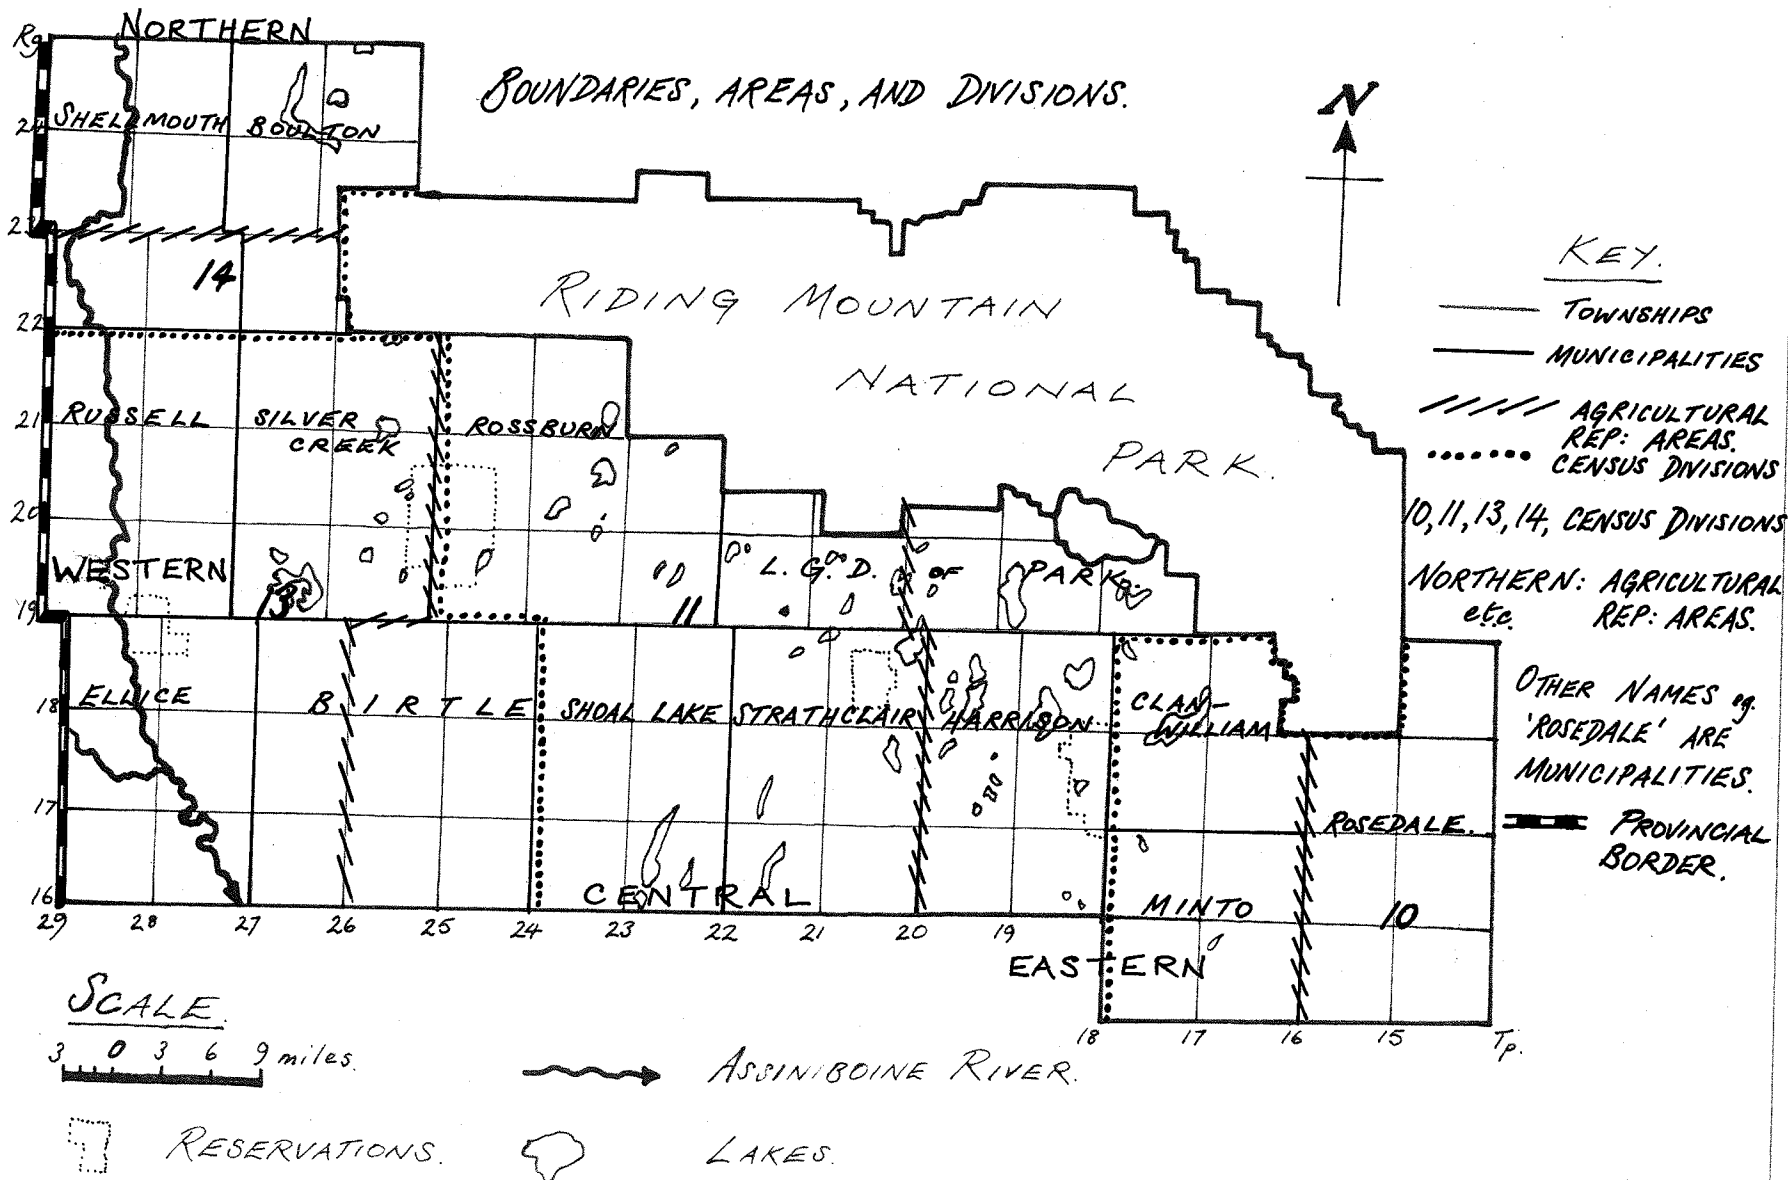 NORTHERN
BOUNDARIES, AREAS, AND DIVISIONS.
N
Rg
24
23
22
21
20
19
18
17
16
SHELLMOUTH
BOULTON
14
RIDING MOUNTAIN
NATIONAL
PARK.
RUSSELL
SILVER
CREEK
ROSSBURN
WESTERN
13
11
L. G. D. OF PARK.
ELLICE
BIRTLE
SHOAL LAKE
STRATHCLAIR
HARRISON
CLAN-
WILLIAM
ROSEDALE.
CENTRAL
MINTO
10
EASTERN
29 28 27 26 25 24 23 22 21 20 19
18 17 16 15 Tp.
KEY.
TOWNSHIPS
MUNICIPALITIES
AGRICULTURAL
REP: AREAS.
CENSUS DIVISIONS
10, 11, 13, 14, CENSUS DIVISIONS
NORTHERN: AGRICULTURAL
etc. REP: AREAS.
OTHER NAMES eg.
'ROSEDALE' ARE
MUNICIPALITIES.
PROVINCIAL
BORDER.
SCALE.
3 0 3 6 9 miles.
ASSINIBOINE RIVER.
RESERVATIONS.
LAKES.